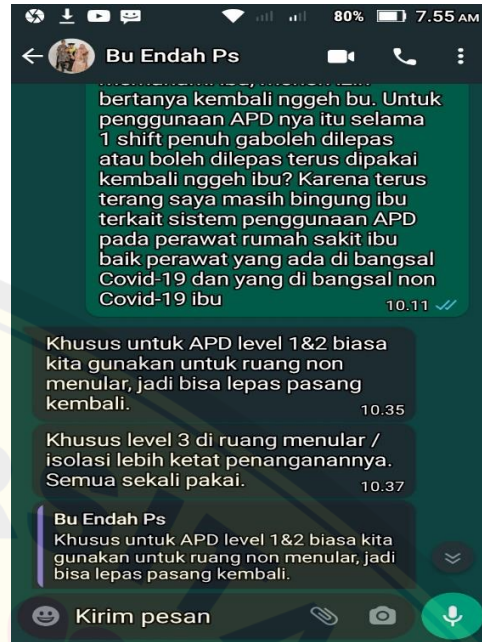 80% 7.55 AM
Bu Endah Ps
bertanya kembali nggeh bu. Untuk
penggunaan APD nya itu selama
1 shift penuh gaboleh dilepas
atau boleh dilepas terus dipakai
kembali nggeh ibu? Karena terus
terang saya masih bingung ibu
terkait sistem penggunaan APD
pada perawat rumah sakit ibu
baik perawat yang ada di bangsal
Covid-19 dan yang di bangsal non
Covid-19 ibu
10.11
Khusus untuk APD level 1&2 biasa
kita gunakan untuk ruang non
menular, jadi bisa lepas pasang
kembali.
10.35
Khusus level 3 di ruang menular /
isolasi lebih ketat penanganannya.
Semua sekali pakai.
10.37
Bu Endah Ps
Khusus untuk APD level 1&2 biasa kita
gunakan untuk ruang non menular, jadi
bisa lepas pasang kembali.
Kirim pesan